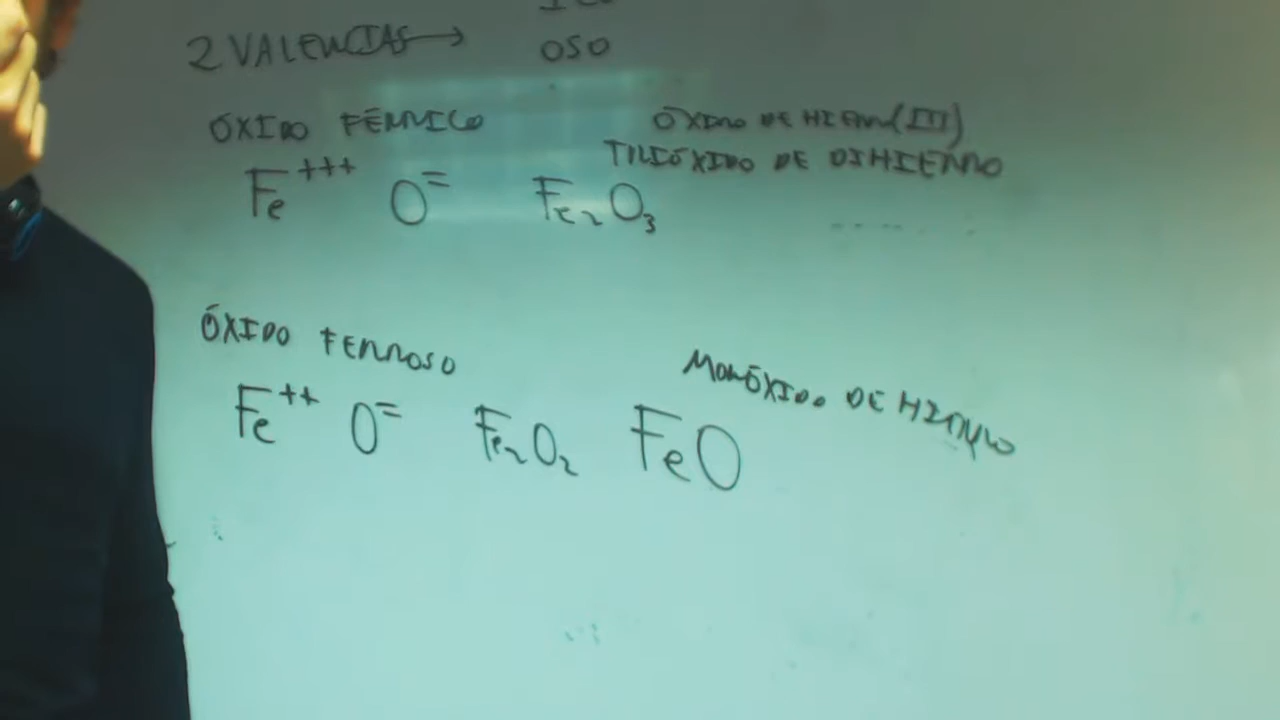 2 VALENCIAS → OSO
ÓXIDO FÉRRICO
ÓXIDO DE HIERRO (III)
TRIÓXIDO DE DIHIERRO
Fe+++ O= Fe2O3
ÓXIDO FERROSO
MONÓXIDO DE HIERRO
Fe++ O= Fe2O2 FeO